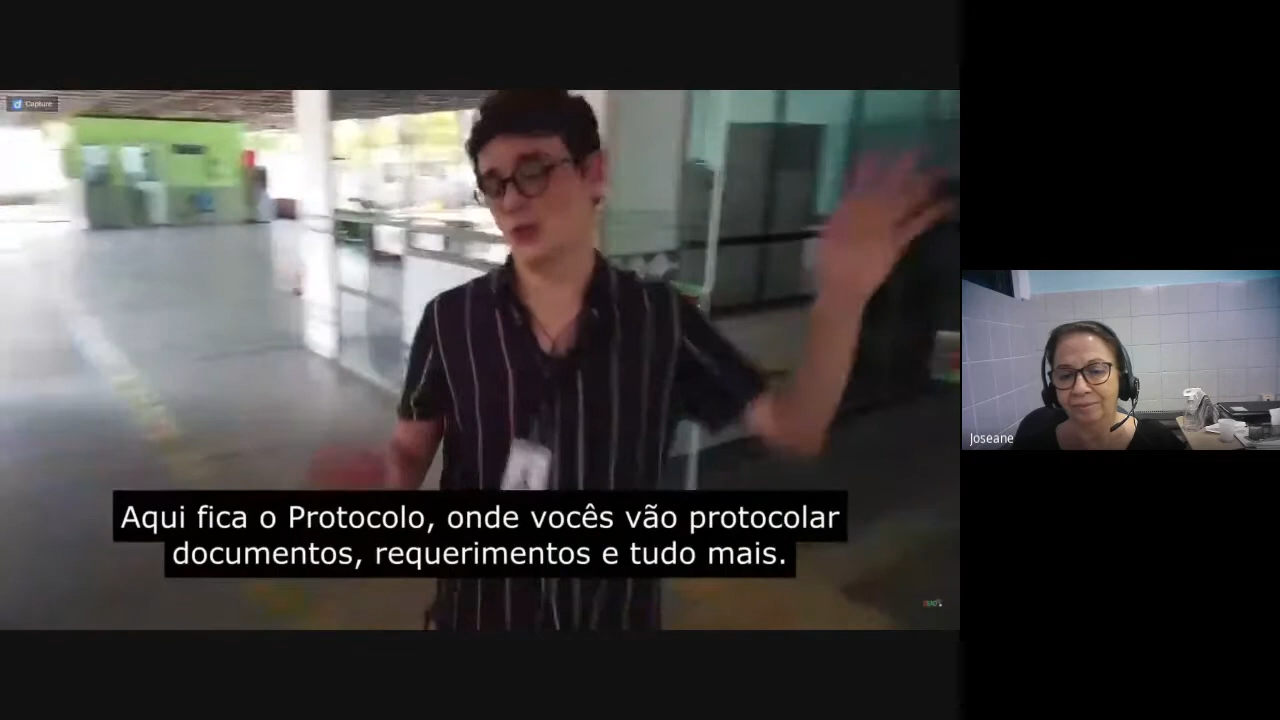 Capture
Aqui fica o Protocolo, onde vocês vão protocolar
documentos, requerimentos e tudo mais.
Joseane